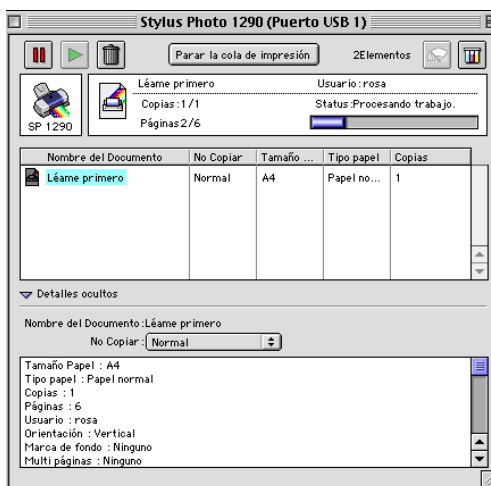 Stylus Photo 1290 (Puerto USB 1)
Parar la cola de impresión
2Elementos
SP 1290
Léame primero
Usuario:rosa
Copias:1/1
Status:Procesando trabajo.
Páginas2/6
Nombre del Documento No Copiar Tamaño ... Tipo papel Copias
Léame primero Normal A4 Papel no... 1
Detalles ocultos
Nombre del Documento:Léame primero
No Copiar: Normal
Tamaño Papel : A4
Tipo papel : Papel normal
Copias : 1
Páginas : 6
Usuario : rosa
Orientación : Vertical
Marca de fondo : Ninguno
Multi páginas : Ninguno